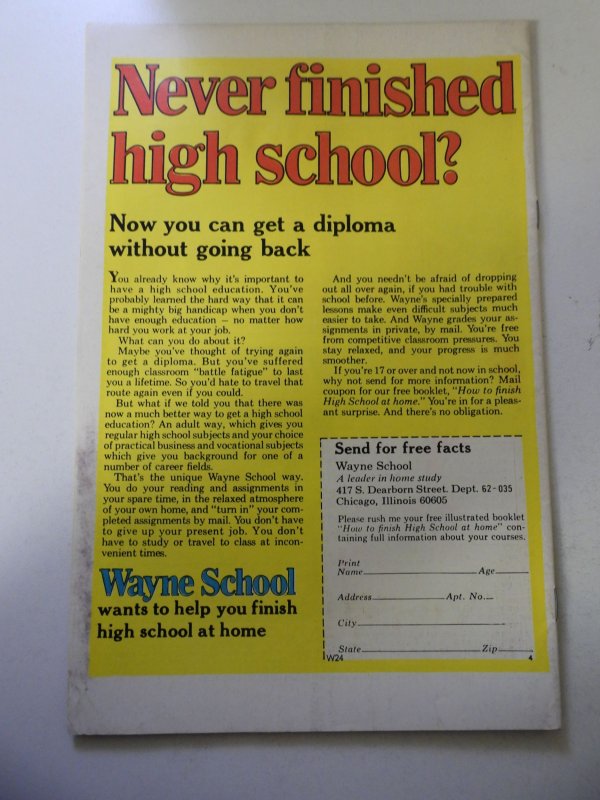 Never finished
high school?
Now you can get a diploma
without going back
You already know why it's important to
have a high school education. You've
probably learned the hard way that it can
be a mighty big handicap when you don't
have enough education — no matter how
hard you work at your job.
What can you do about it?
Maybe you've thought of trying again
to get a diploma. But you've suffered
enough classroom "battle fatigue" to last
you a lifetime. So you'd hate to travel that
route again even if you could.
But what if we told you that there was
now a much better way to get a high school
education? An adult way, which gives you
regular high school subjects and your choice
of practical business and vocational subjects
which give you background for one of a
number of career fields.
That's the unique Wayne School way.
You do your reading and assignments in
your spare time, in the relaxed atmosphere
of your own home, and "turn in" your com-
pleted assignments by mail. You don't have
to give up your present job. You don't
have to study or travel to class at incon-
venient times.
Wayne School
wants to help you finish
high school at home
And you needn't be afraid of dropping
out all over again, if you had trouble with
school before. Wayne's specially prepared
lessons make even difficult subjects much
easier to take. And Wayne grades your as-
signments in private, by mail. You're free
from competitive classroom pressures. You
stay relaxed, and your progress is much
smoother.
If you're 17 or over and not now in school,
why not send for more information? Mail
coupon for our free booklet, "How to finish
High School at home." You're in for a pleas-
ant surprise. And there's no obligation.
Send for free facts
Wayne School
A leader in home study
417 S. Dearborn Street. Dept. 62-035
Chicago, Illinois 60605
Please rush me your free illustrated booklet
"How to finish High School at home" con-
taining full information about your courses.
Print
Name Age
Address Apt. No.
City
State Zip
W24 4